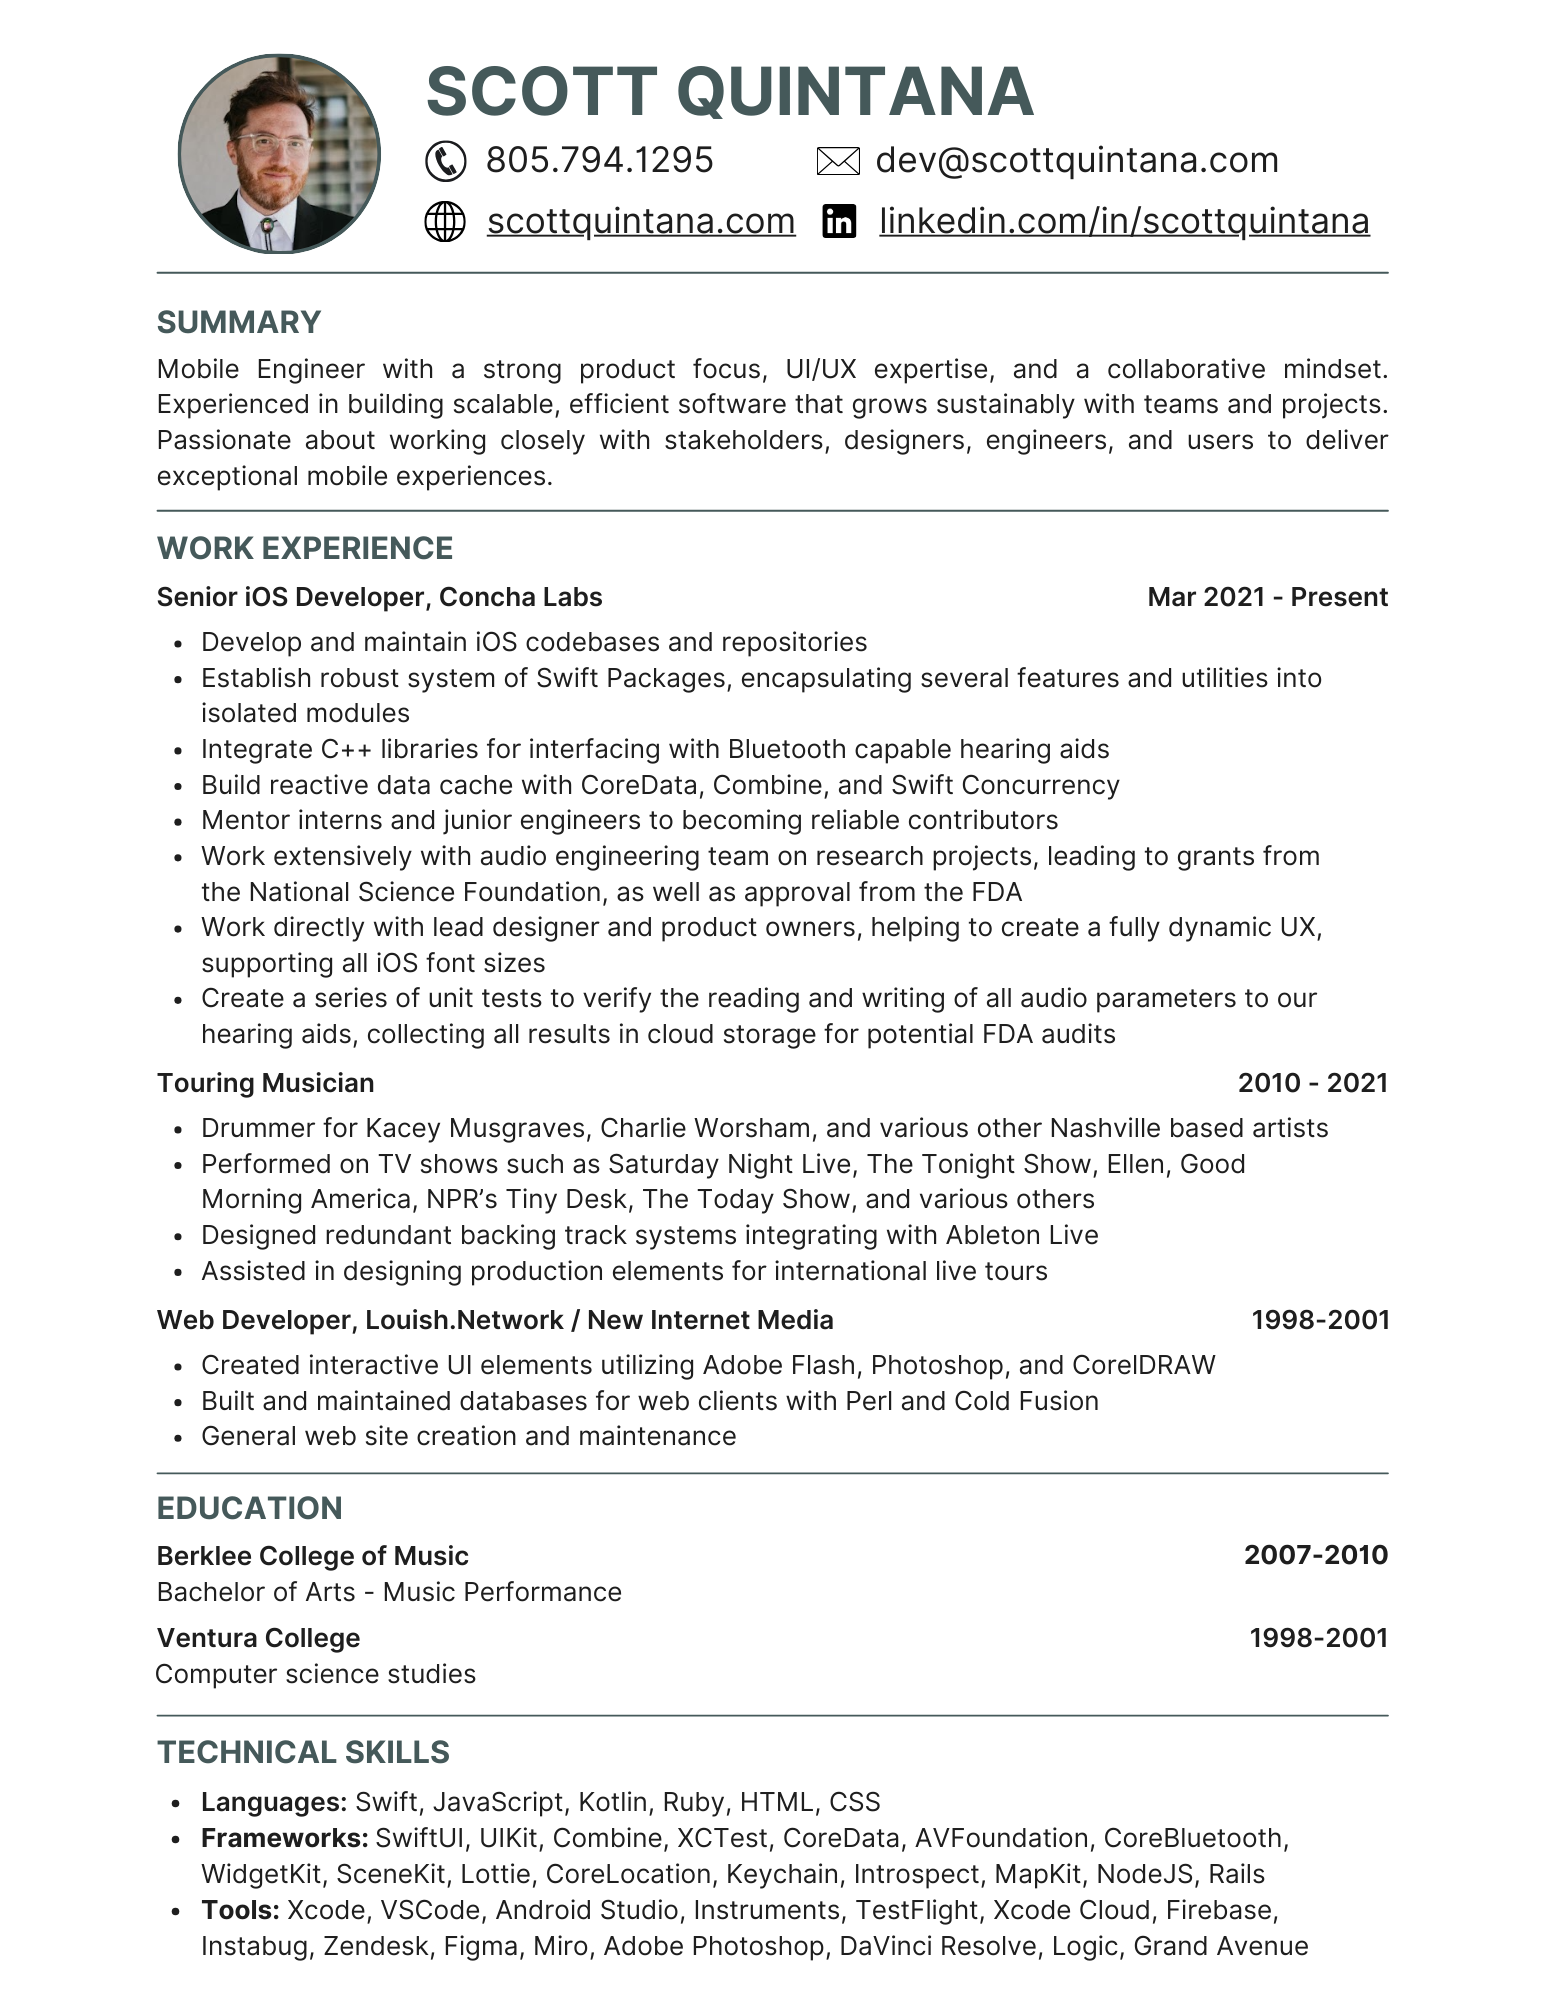 SCOTT QUINTANA
805.794.1295
dev@scottquintana.com
scottquintana.com
in linkedin.com/in/scottquintana
SUMMARY
Mobile Engineer with a strong product focus, UI/UX expertise, and a collaborative mindset.
Experienced in building scalable, efficient software that grows sustainably with teams and projects.
Passionate about working closely with stakeholders, designers, engineers, and users to deliver
exceptional mobile experiences.
WORK EXPERIENCE
Senior iOS Developer, Concha Labs
Mar 2021 - Present
• Develop and maintain iOS codebases and repositories
• Establish robust system of Swift Packages, encapsulating several features and utilities into
isolated modules
• Integrate C++ libraries for interfacing with Bluetooth capable hearing aids
• Build reactive data cache with CoreData, Combine, and Swift Concurrency
• Mentor interns and junior engineers to becoming reliable contributors
• Work extensively with audio engineering team on research projects, leading to grants from
the National Science Foundation, as well as approval from the FDA
• Work directly with lead designer and product owners, helping to create a fully dynamic UX,
supporting all iOS font sizes
• Create a series of unit tests to verify the reading and writing of all audio parameters to our
hearing aids, collecting all results in cloud storage for potential FDA audits
Touring Musician
2010 - 2021
• Drummer for Kacey Musgraves, Charlie Worsham, and various other Nashville based artists
• Performed on TV shows such as Saturday Night Live, The Tonight Show, Ellen, Good
Morning America, NPR’s Tiny Desk, The Today Show, and various others
• Designed redundant backing track systems integrating with Ableton Live
• Assisted in designing production elements for international live tours
Web Developer, Louish.Network / New Internet Media
1998-2001
• Created interactive UI elements utilizing Adobe Flash, Photoshop, and CorelDRAW
• Built and maintained databases for web clients with Perl and Cold Fusion
• General web site creation and maintenance
EDUCATION
Berklee College of Music
2007-2010
Bachelor of Arts - Music Performance
Ventura College
1998-2001
Computer science studies
TECHNICAL SKILLS
• Languages: Swift, JavaScript, Kotlin, Ruby, HTML, CSS
• Frameworks: SwiftUI, UIKit, Combine, XCTest, CoreData, AVFoundation, CoreBluetooth,
WidgetKit, SceneKit, Lottie, CoreLocation, Keychain, Introspect, MapKit, NodeJS, Rails
• Tools: Xcode, VSCode, Android Studio, Instruments, TestFlight, Xcode Cloud, Firebase,
Instabug, Zendesk, Figma, Miro, Adobe Photoshop, DaVinci Resolve, Logic, Grand Avenue